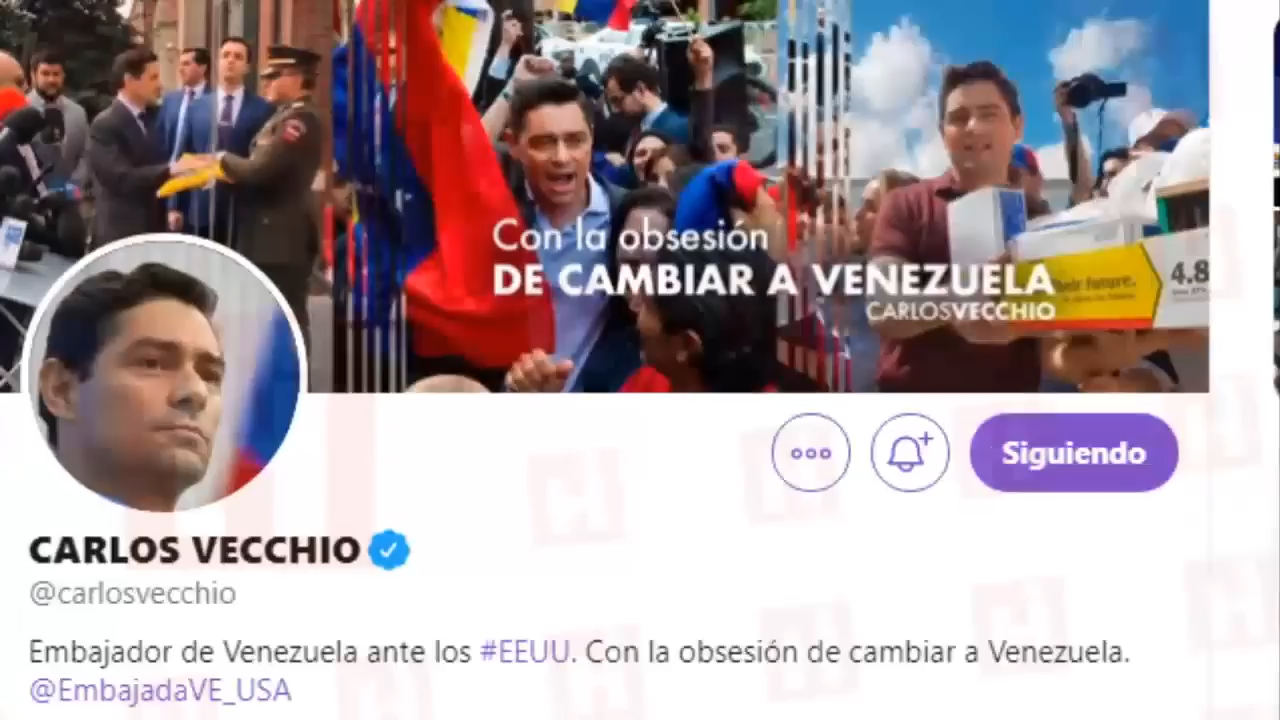 Con la obsesión
DE CAMBIAR A VENEZUELA
CARLOSVECCHIO
4.8
Siguiendo
CARLOS VECCHIO
@carlosvecchio
Embajador de Venezuela ante los #EEUU. Con la obsesión de cambiar a Venezuela.
@EmbajadaVE_USA